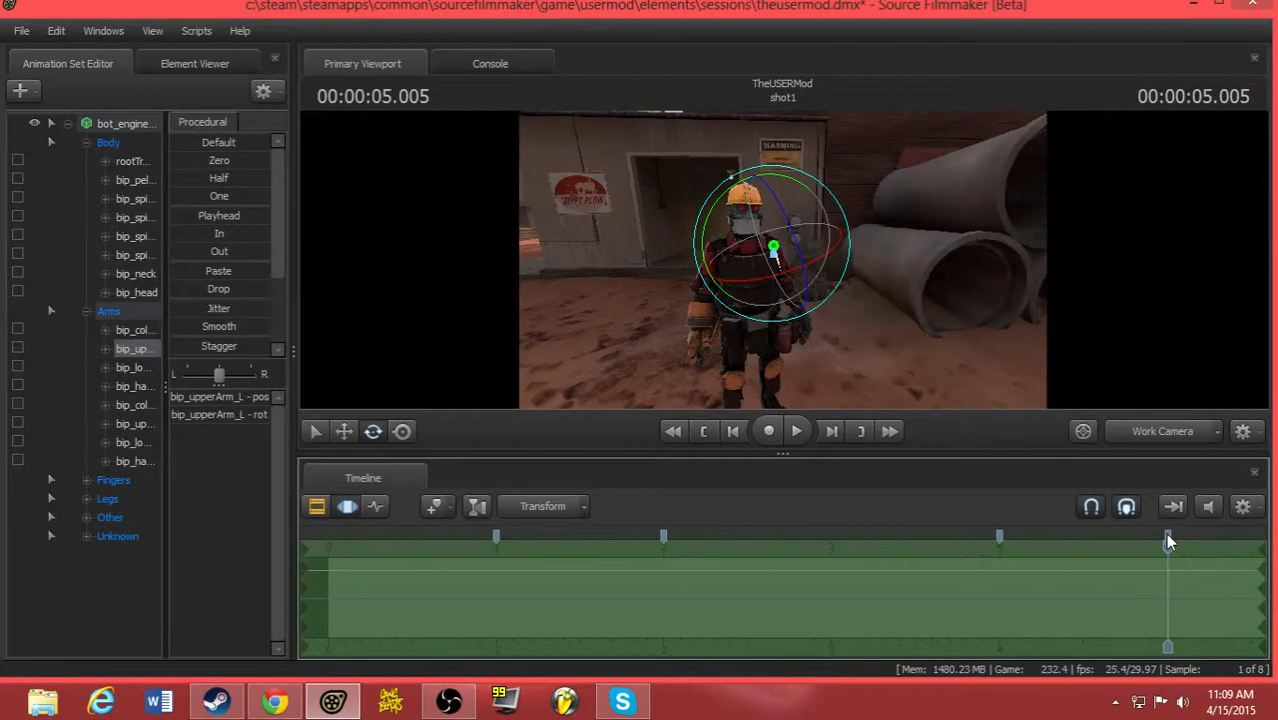 c:\steam\steamapps\common\sourcefilmmaker\game\usermod\elements\sessions\theusermod.dmx* - Source Filmmaker [Beta]
File Edit Windows View Scripts Help
Animation Set Editor Element Viewer Primary Viewport Console
TheUSERMod
shot1
00:00:05.005 00:00:05.005
bot_engine...
Body
rootTr...
bip_pel...
bip_spi...
bip_spi...
bip_spi...
bip_spi...
bip_neck
bip_head
Arms
bip_col...
bip_up...
bip_lo...
bip_ha...
bip_col...
bip_up...
bip_lo...
bip_ha...
Fingers
Legs
Other
Unknown
Procedural
Default
Zero
Half
One
Playhead
In
Out
Paste
Drop
Jitter
Smooth
Stagger
L R
bip_upperArm_L - pos
bip_upperArm_L - rot
WARNING
Work Camera
Timeline
Transform
[ Mem: 1480.23 MB | Game: 232.4 | fps: 25.4/29.97 | Sample: 1 of 8 ]
99
11:09 AM
4/15/2015